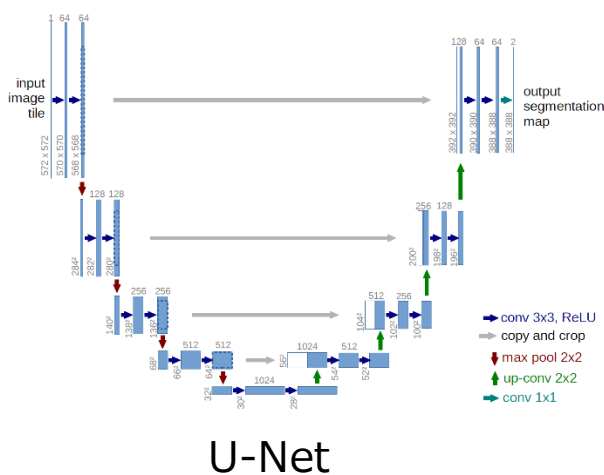 1 64 64
128 64 64 2
input
image
tile
output
segmentation
map
572 x 572
570 x 570
568 x 568
392 x 392
390 x 390
388 x 388
388 x 388
128 128
256 128
284²
282²
280²
200²
198²
196²
256 256
512 256
140²
138²
136²
104²
102²
100²
512 512
1024 512
68²
66²
64²
56²
54²
52²
1024
32²
30²
28²
conv 3x3, ReLU
copy and crop
max pool 2x2
up-conv 2x2
conv 1x1
U-Net